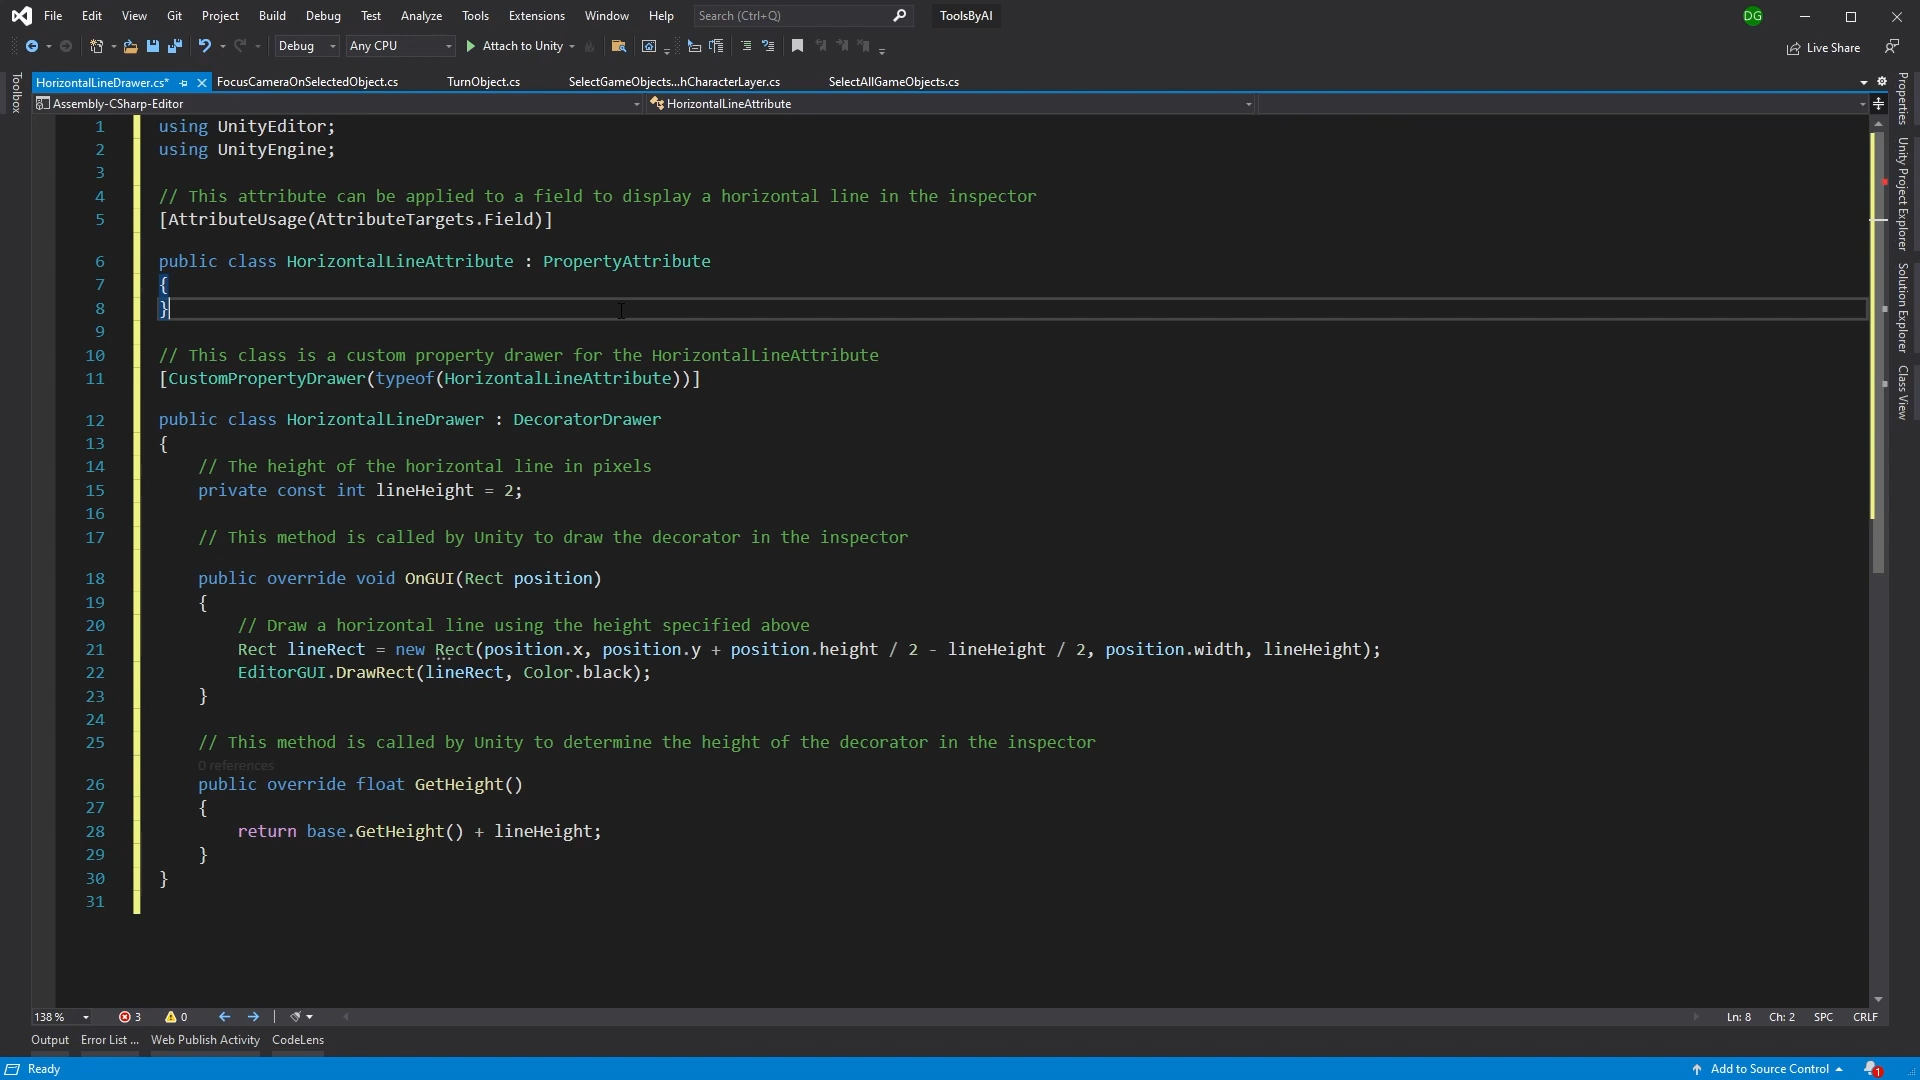 File Edit View Git Project Build Debug Test Analyze Tools Extensions Window Help Search (Ctrl+Q) ToolsByAI DG
Debug Any CPU Attach to Unity Live Share
HorizontalLineDrawer.cs* FocusCameraOnSelectedObject.cs TurnObject.cs SelectGameObjects...hCharacterLayer.cs SelectAllGameObjects.cs
Assembly-CSharp-Editor HorizontalLineAttribute
Toolbox
Properties
Unity Project Explorer
Solution Explorer
Class View
1 using UnityEditor;
2 using UnityEngine;
3
4 // This attribute can be applied to a field to display a horizontal line in the inspector
5 [AttributeUsage(AttributeTargets.Field)]
6 public class HorizontalLineAttribute : PropertyAttribute
7 {
8 }
9
10 // This class is a custom property drawer for the HorizontalLineAttribute
11 [CustomPropertyDrawer(typeof(HorizontalLineAttribute))]
12 public class HorizontalLineDrawer : DecoratorDrawer
13 {
14 // The height of the horizontal line in pixels
15 private const int lineHeight = 2;
16
17 // This method is called by Unity to draw the decorator in the inspector
18 public override void OnGUI(Rect position)
19 {
20 // Draw a horizontal line using the height specified above
21 Rect lineRect = new Rect(position.x, position.y + position.height / 2 - lineHeight / 2, position.width, lineHeight);
22 EditorGUI.DrawRect(lineRect, Color.black);
23 }
24
25 // This method is called by Unity to determine the height of the decorator in the inspector
0 references
26 public override float GetHeight()
27 {
28 return base.GetHeight() + lineHeight;
29 }
30 }
31
138 % 3 0 Ln: 8 Ch: 2 SPC CRLF
Output Error List ... Web Publish Activity CodeLens
Ready Add to Source Control 1